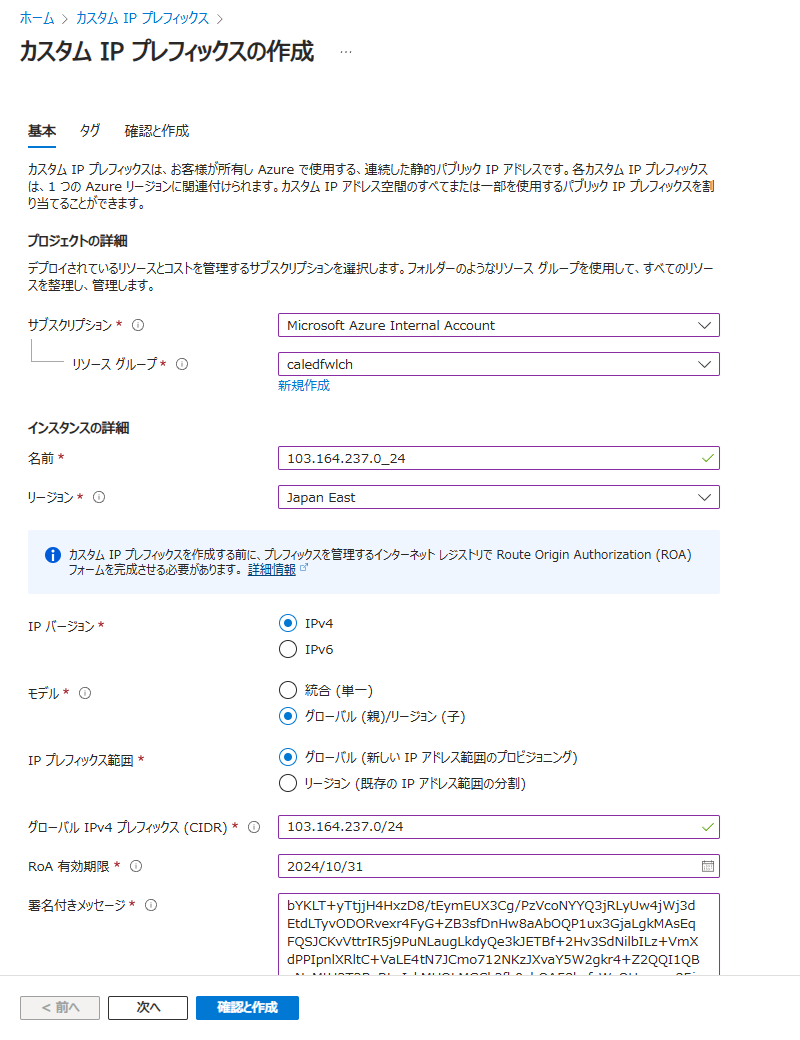 ホーム > カスタム IP プレフィックス >
カスタム IP プレフィックスの作成 …
基本 タグ 確認と作成
カスタム IP プレフィックスは、お客様が所有し Azure で使用する、連続した静的パブリック IP アドレスです。各カスタム IP プレフィックス
は、1 つの Azure リージョンに関連付けられます。カスタム IP アドレス空間のすべてまたは一部を使用するパブリック IP プレフィックスを割
り当てることができます。
プロジェクトの詳細
デプロイされているリソースとコストを管理するサブスクリプションを選択します。フォルダーのようなリソース グループを使用して、すべてのリソー
スを整理し、管理します。
サブスクリプション * Microsoft Azure Internal Account
リソース グループ * caledfwlch
新規作成
インスタンスの詳細
名前 * 103.164.237.0_24
リージョン * Japan East
カスタム IP プレフィックスを作成する前に、プレフィックスを管理するインターネット レジストリで Route Origin Authorization (ROA)
フォームを完成させる必要があります。 詳細情報
IP バージョン * IPv4
IPv6
モデル * 統合 (単一)
グローバル (親)/リージョン (子)
IP プレフィックス範囲 * グローバル (新しい IP アドレス範囲のプロビジョニング)
リージョン (既存の IP アドレス範囲の分割)
グローバル IPv4 プレフィックス (CIDR) * 103.164.237.0/24
RoA 有効期限 * 2024/10/31
署名付きメッセージ * bYKLT+yTtjjH4HxzD8/tEymEUX3Cg/PzVcoNYYQ3jRLyUw4jWj3d
EtdLTyvODORvexr4FyG+ZB3sfDnHw8aAbOQP1ux3GjaLgkMAsEq
FQSJCKvVttrIR5j9PuNLaugLkdyQe3kJETBf+2Hv3SdNilbILz+VmX
dPPIpnlXRltC+VaLE4tN7JCmo712NKzJXvaY5W2gkr4+Z2QQI1QB
< 前へ 次へ 確認と作成